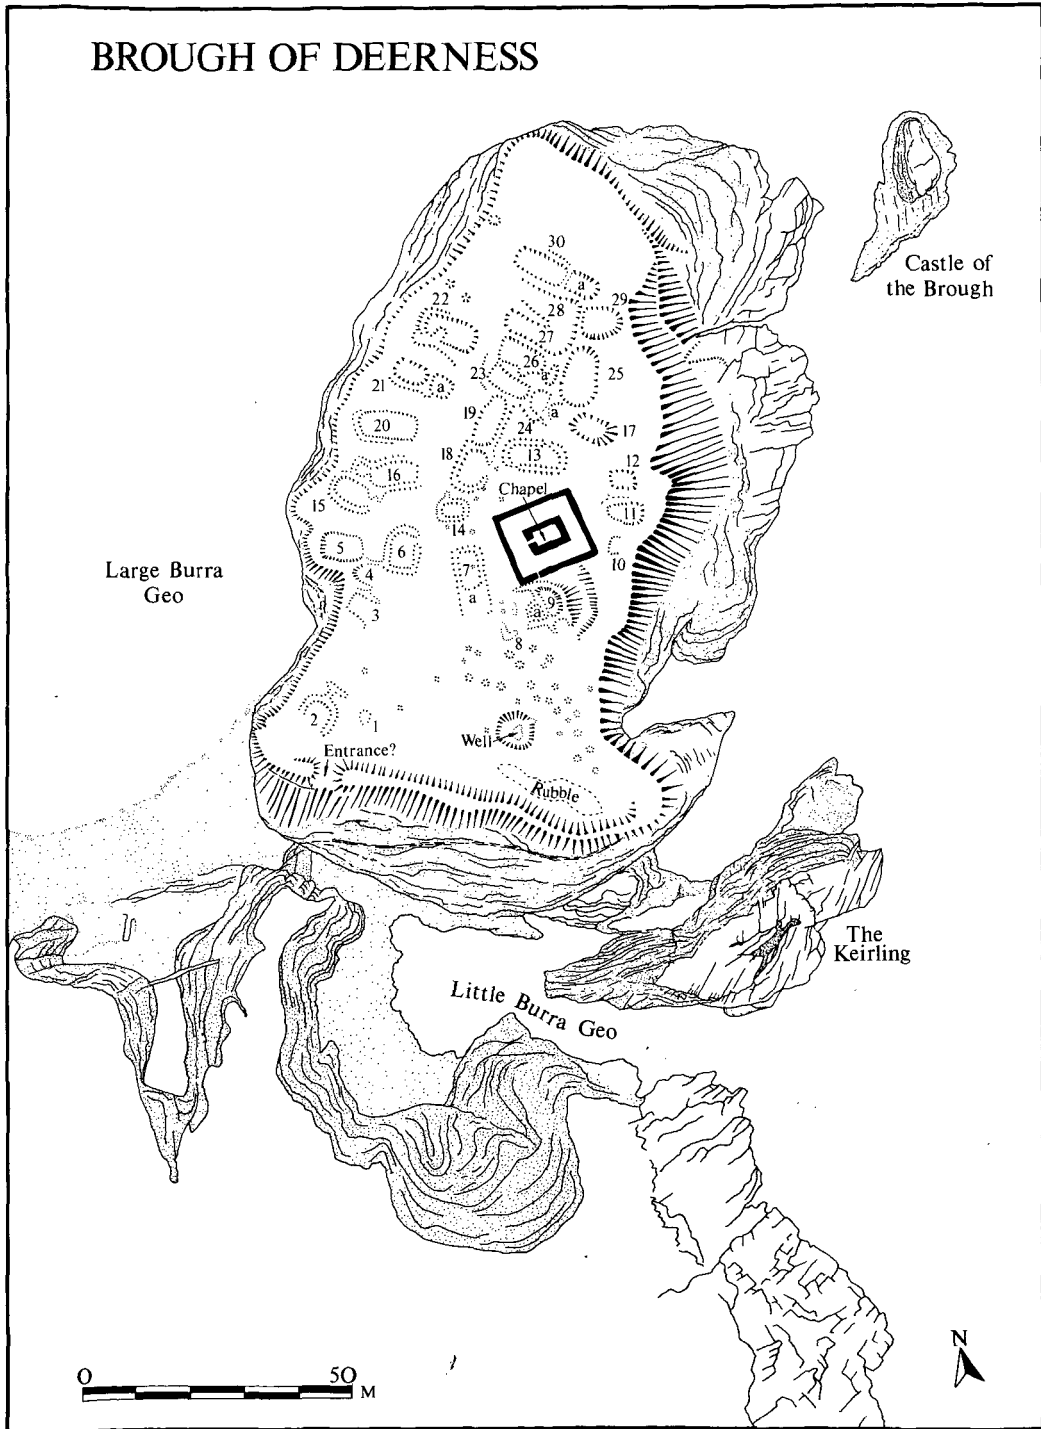 BROUGH OF DEERNESS
Castle of
the Brough
30
a
29
28
22
27
26
a
23
25
21
a
19
a
24
17
20
13
18
12
16
Chapel
15
11
14
5
6
10
7
4
a
9
a
3
8
Large Burra
Geo
2
1
Well
Entrance?
Rubble
The
Keirling
Little Burra Geo
N
0 50
M